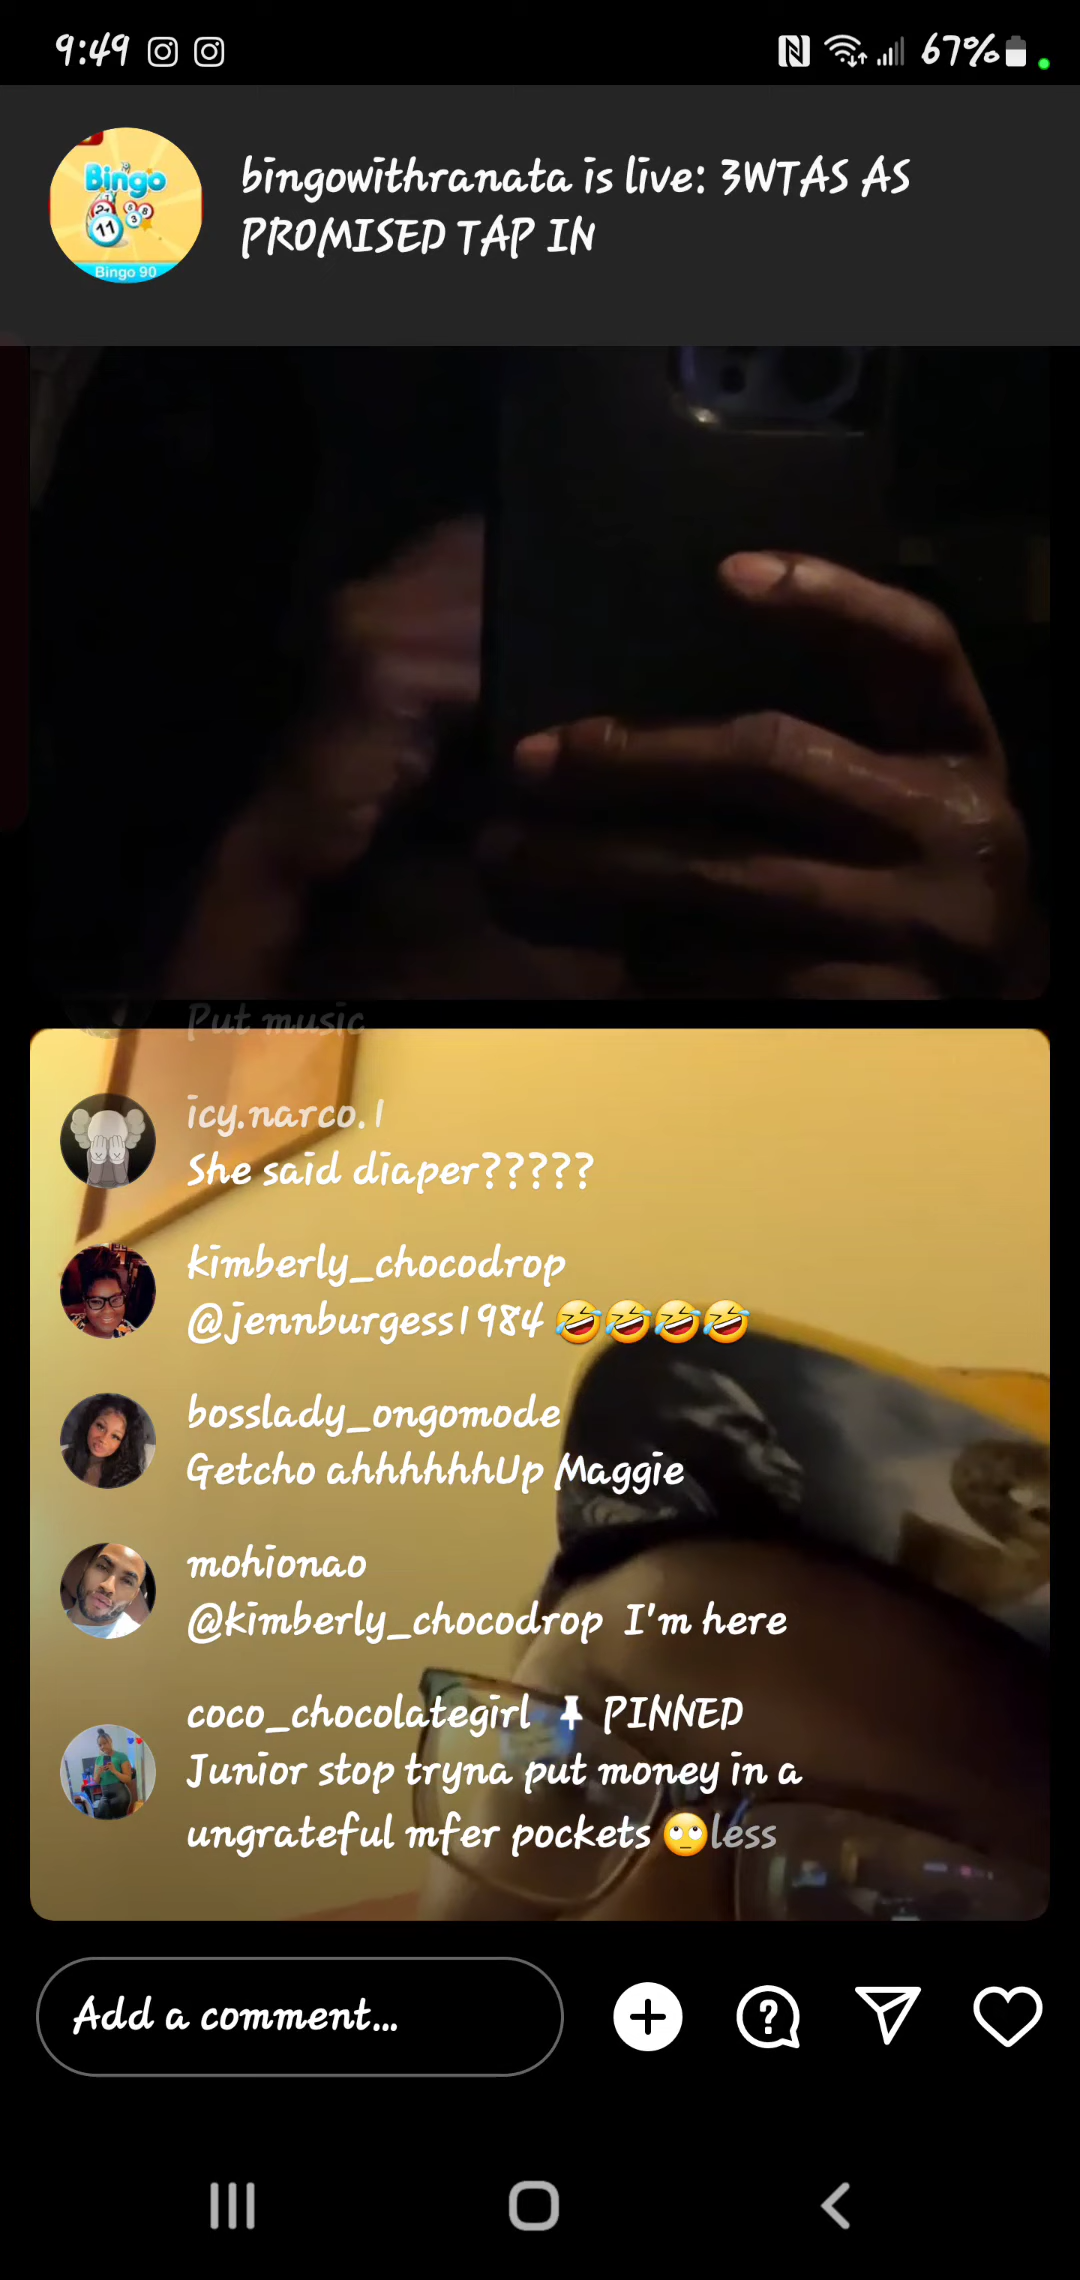 9:49
67%
Bingo
11
Bingo 90
bingowithranata is live: 3WTAS AS
PROMISED TAP IN
Put music
icy.narco.1
She said diaper?????
kimberly_chocodrop
@jennburgess1984 🤣🤣🤣🤣
bosslady_ongomode
Getcho ahhhhhhUp Maggie
mohionao
@kimberly_chocodrop I'm here
coco_chocolategirl 📌 PINNED
Junior stop tryna put money in a
ungrateful mfer pockets 🙄less
Add a comment...